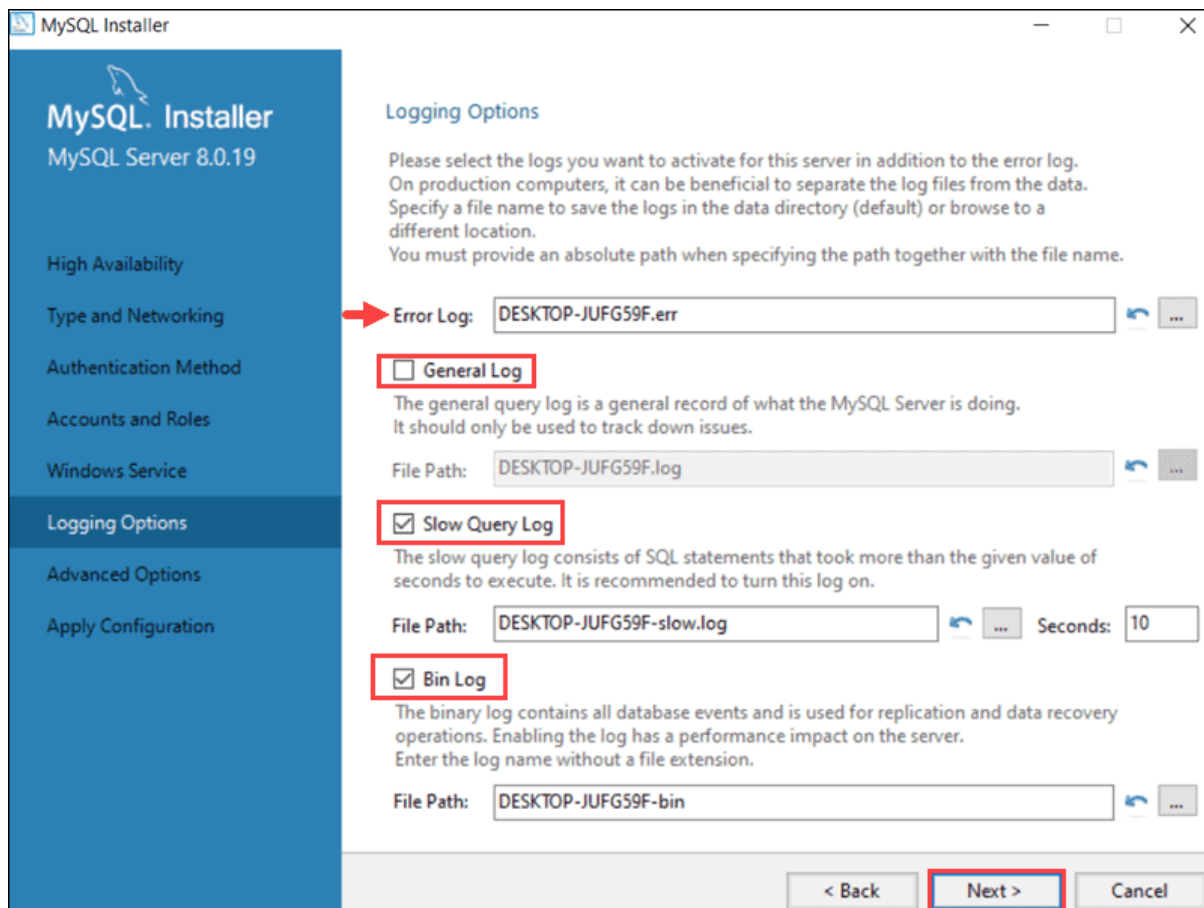 MySQL Installer
MySQL. Installer
MySQL Server 8.0.19
High Availability
Type and Networking
Authentication Method
Accounts and Roles
Windows Service
Logging Options
Advanced Options
Apply Configuration
Logging Options
Please select the logs you want to activate for this server in addition to the error log.
On production computers, it can be beneficial to separate the log files from the data.
Specify a file name to save the logs in the data directory (default) or browse to a
different location.
You must provide an absolute path when specifying the path together with the file name.
Error Log: DESKTOP-JUFG59F.err ...
General Log
The general query log is a general record of what the MySQL Server is doing.
It should only be used to track down issues.
File Path: DESKTOP-JUFG59F.log ...
Slow Query Log
The slow query log consists of SQL statements that took more than the given value of
seconds to execute. It is recommended to turn this log on.
File Path: DESKTOP-JUFG59F-slow.log ... Seconds: 10
Bin Log
The binary log contains all database events and is used for replication and data recovery
operations. Enabling the log has a performance impact on the server.
Enter the log name without a file extension.
File Path: DESKTOP-JUFG59F-bin ...
< Back Next > Cancel